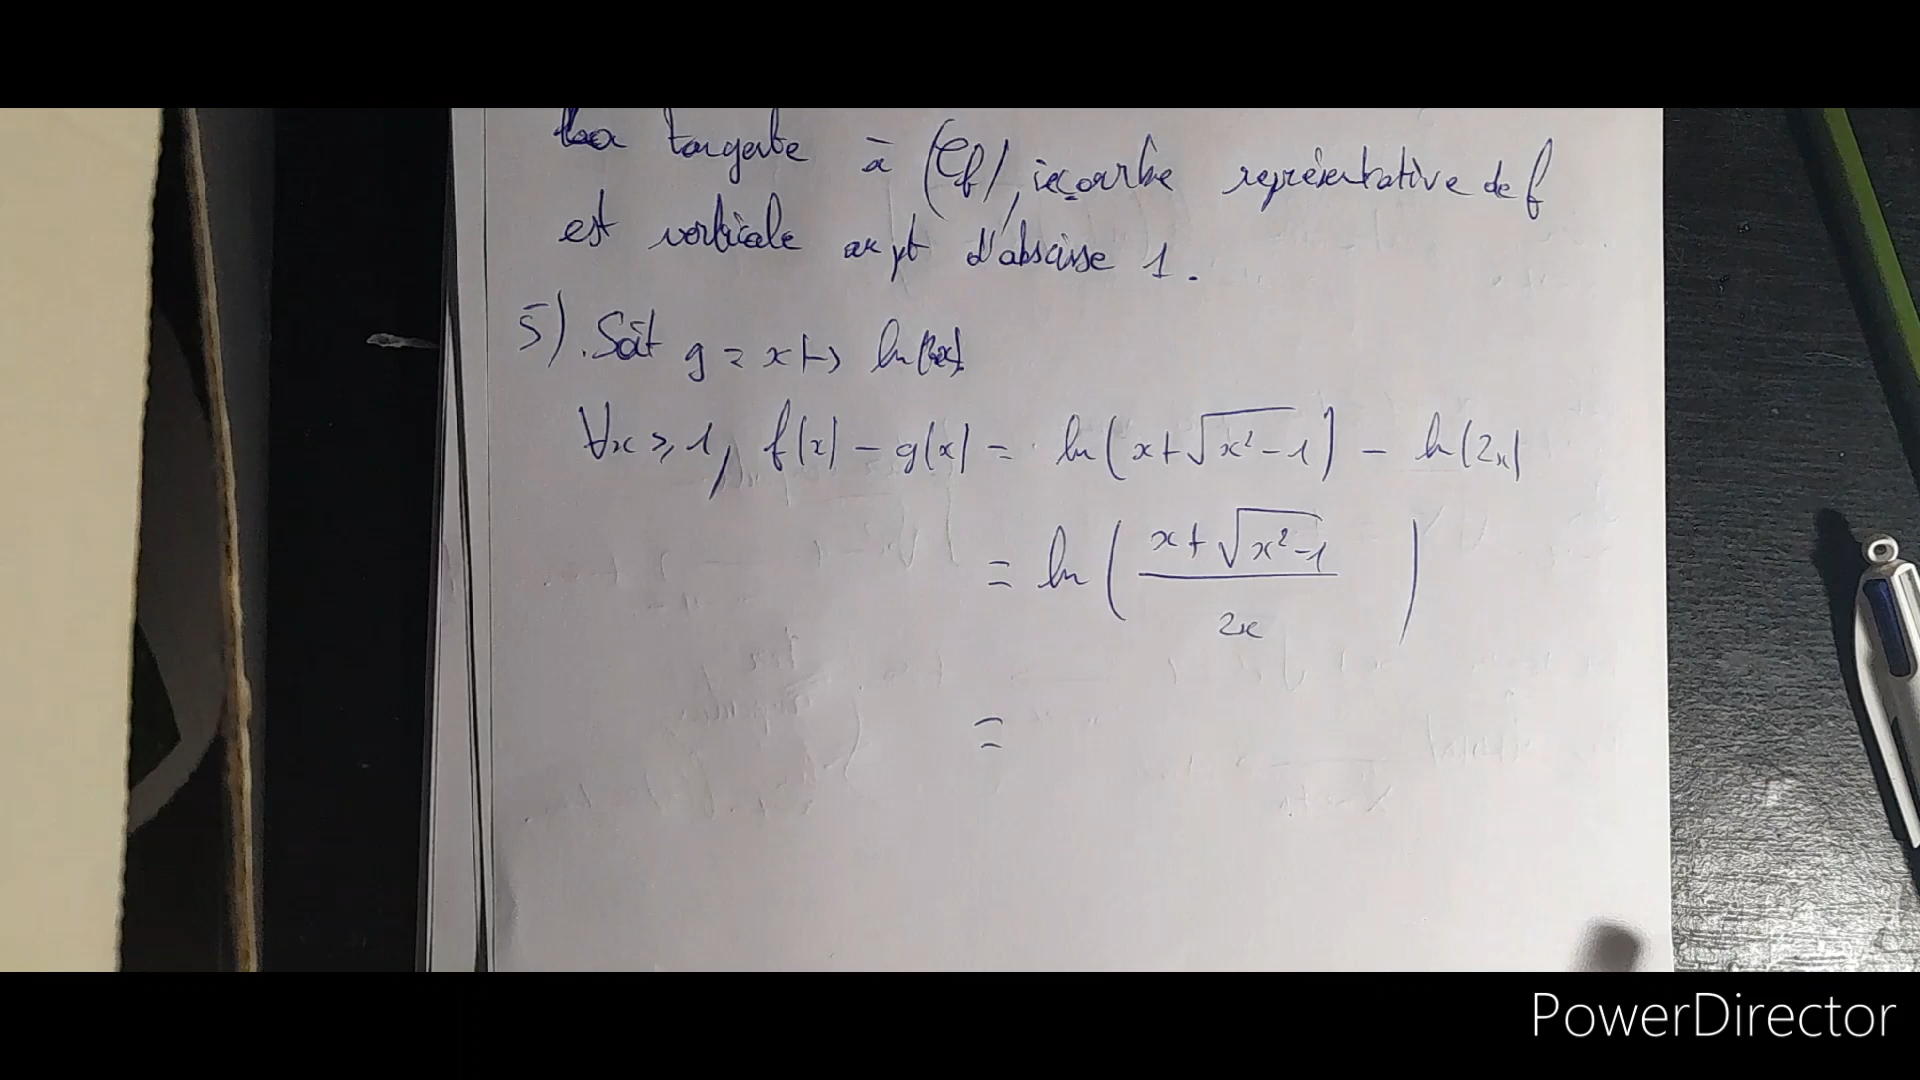 La tangente à (Cf), i.e courbe représentative de f
est verticale au pt d'abscisse 1.
5). Soit g = x ↦ ln(2x)
∀x ≥ 1, f(x) - g(x) = ln(x + √(x² - 1)) - ln(2x)
= ln((x + √(x² - 1)) / 2x)
=
PowerDirector